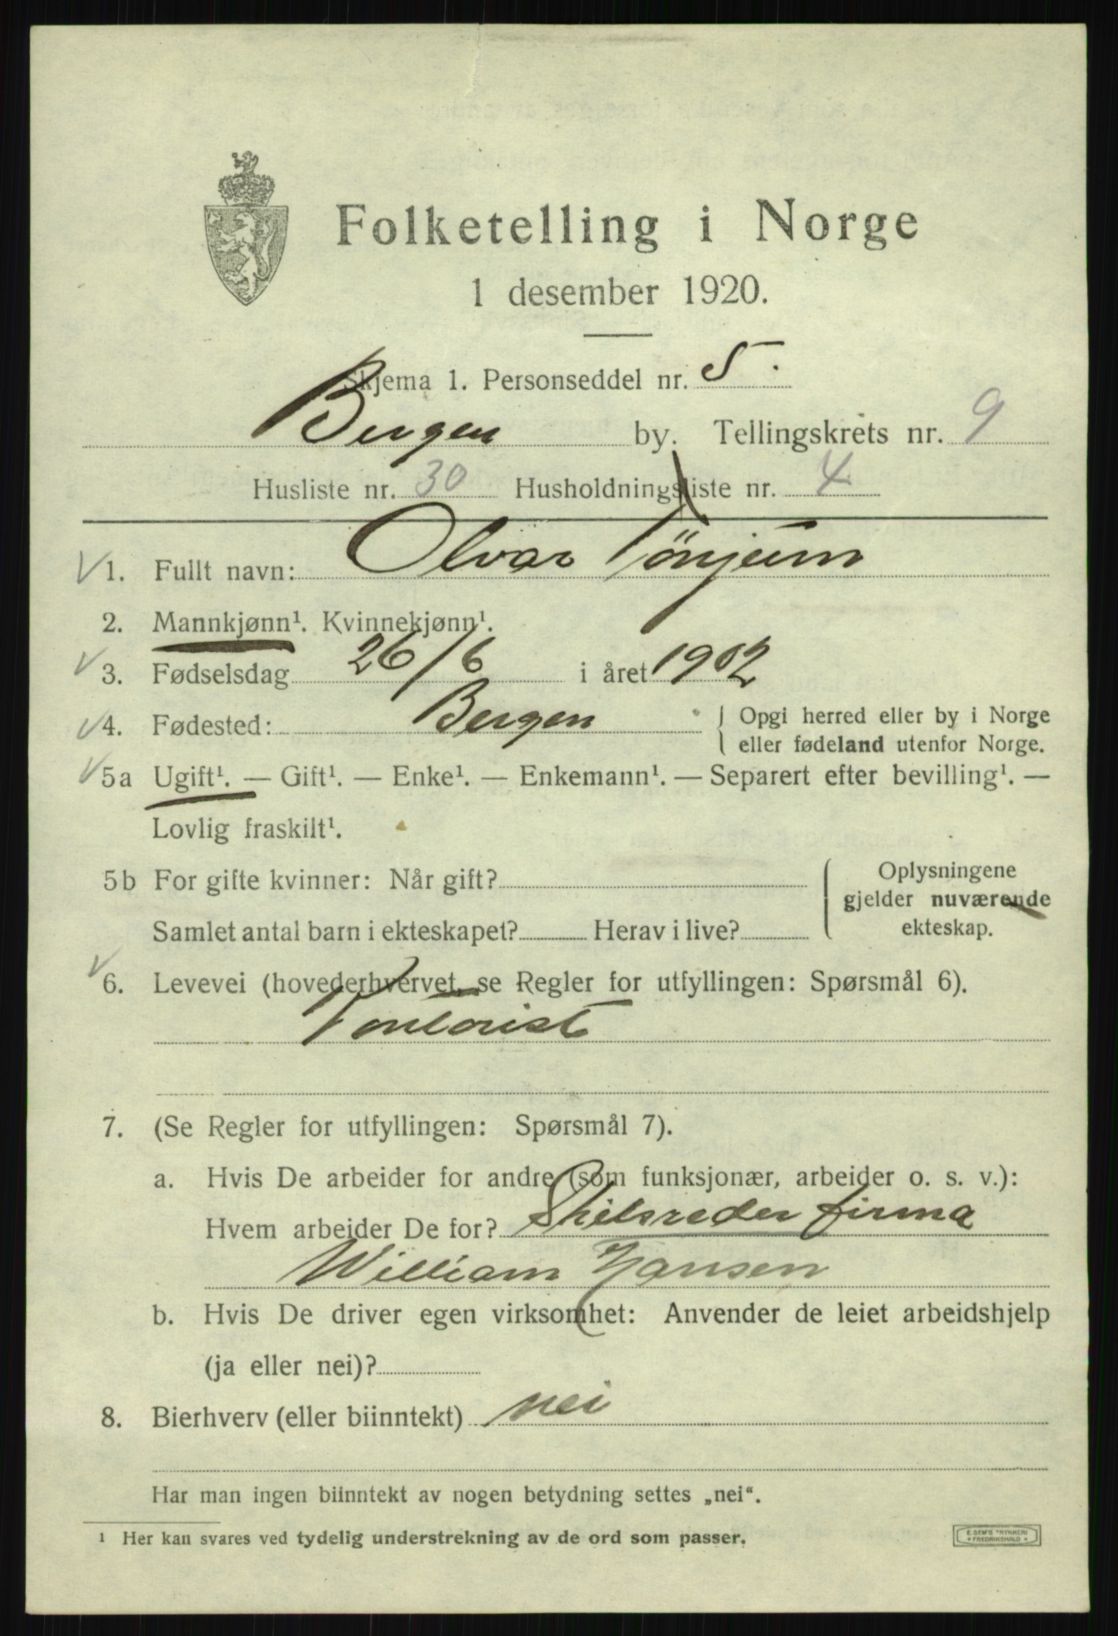 Folketelling i Norge
1 desember 1920.
Skjema 1. Personseddel nr. 5.
Bergen by. Tellingskrets nr. 9
Husliste nr. 30 Husholdningsliste nr. 4
1. Fullt navn: Olvar Tønjum
2. Mannkjønn¹. Kvinnekjønn¹.
3. Fødselsdag 26/6 i året 1902
4. Fødested: Bergen Opgi herred eller by i Norge
eller fødeland utenfor Norge.
5a Ugift¹. — Gift¹. — Enke¹. — Enkemann¹. — Separert efter bevilling¹. —
Lovlig fraskilt¹.
5b For gifte kvinner: Når gift? Oplysningene
gjelder nuværende
Samlet antal barn i ekteskapet? Herav i live? ekteskap.
6. Levevei (hovederhvervet, se Regler for utfyllingen: Spørsmål 6).
Kontorist
7. (Se Regler for utfyllingen: Spørsmål 7).
a. Hvis De arbeider for andre (som funksjonær, arbeider o. s. v.):
Hvem arbeider De for? Skibsreder firma
William Hansen
b. Hvis De driver egen virksomhet: Anvender de leiet arbeidshjelp
(ja eller nei)?
8. Bierhverv (eller biinntekt) nei
Har man ingen biinntekt av nogen betydning settes „nei“.
¹ Her kan svares ved tydelig understrekning av de ord som passer.